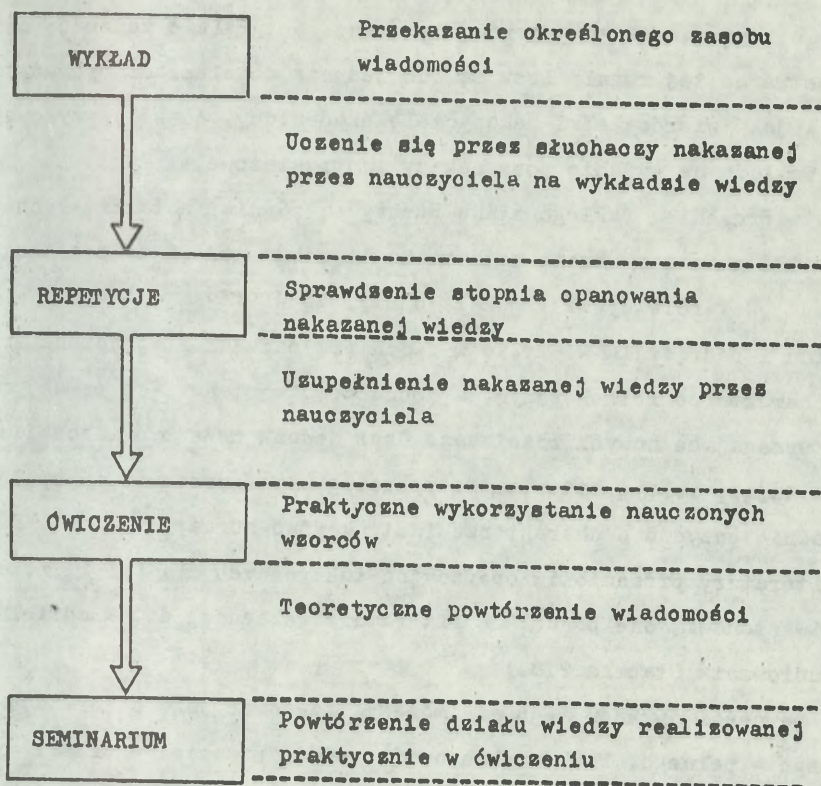 Przekazanie określonego zasobu
WYKŁAD
wiadomości
Uczenie się przez słuchaczy nakazanej
przez nauczyciela na wykładzie wiedzy
REPETYCJE
Sprawdzenie stopnia opanowania
nakazanej wiedzy
Uzupełnienie nakazanej wiedzy przez
nauczyciela
ĆWICZENIE
Praktyczne wykorzystanie nauczonych
wzorców
Teoretyczne powtórzenie wiadomości
SEMINARIUM
Powtórzenie działu wiedzy realizowanej
praktycznie w ćwiczeniu